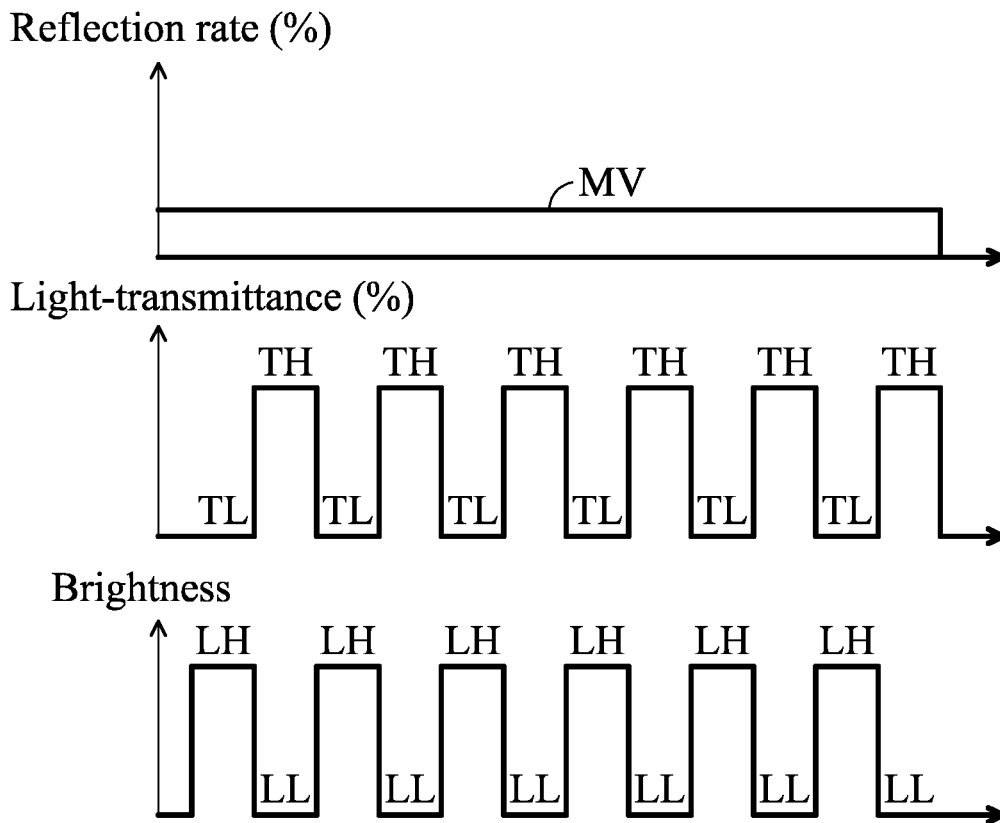 Reflection rate (%)
MV
Light-transmittance (%)
TH TH TH TH TH TH
TL TL TL TL TL TL
Brightness
LH LH LH LH LH LH
LL LL LL LL LL LL